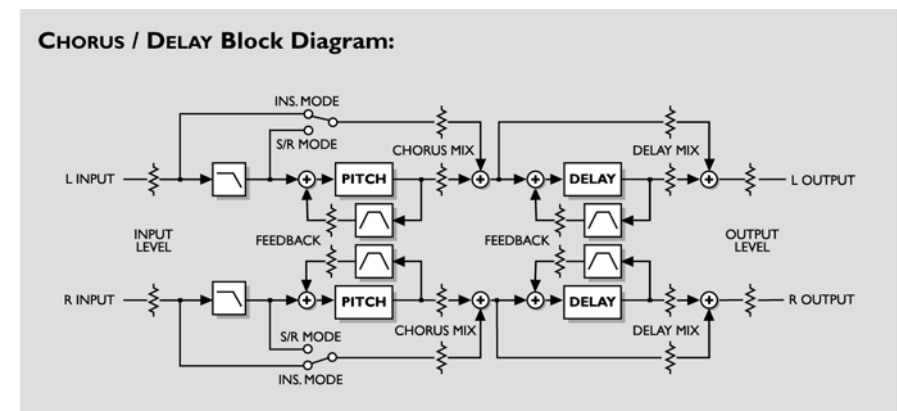 CHORUS / DELAY Block Diagram:
INS. MODE
S/R MODE
CHORUS MIX
DELAY MIX
L INPUT
PITCH
DELAY
L OUTPUT
INPUT
LEVEL
FEEDBACK
FEEDBACK
OUTPUT
LEVEL
R INPUT
PITCH
DELAY
R OUTPUT
S/R MODE
CHORUS MIX
DELAY MIX
INS. MODE